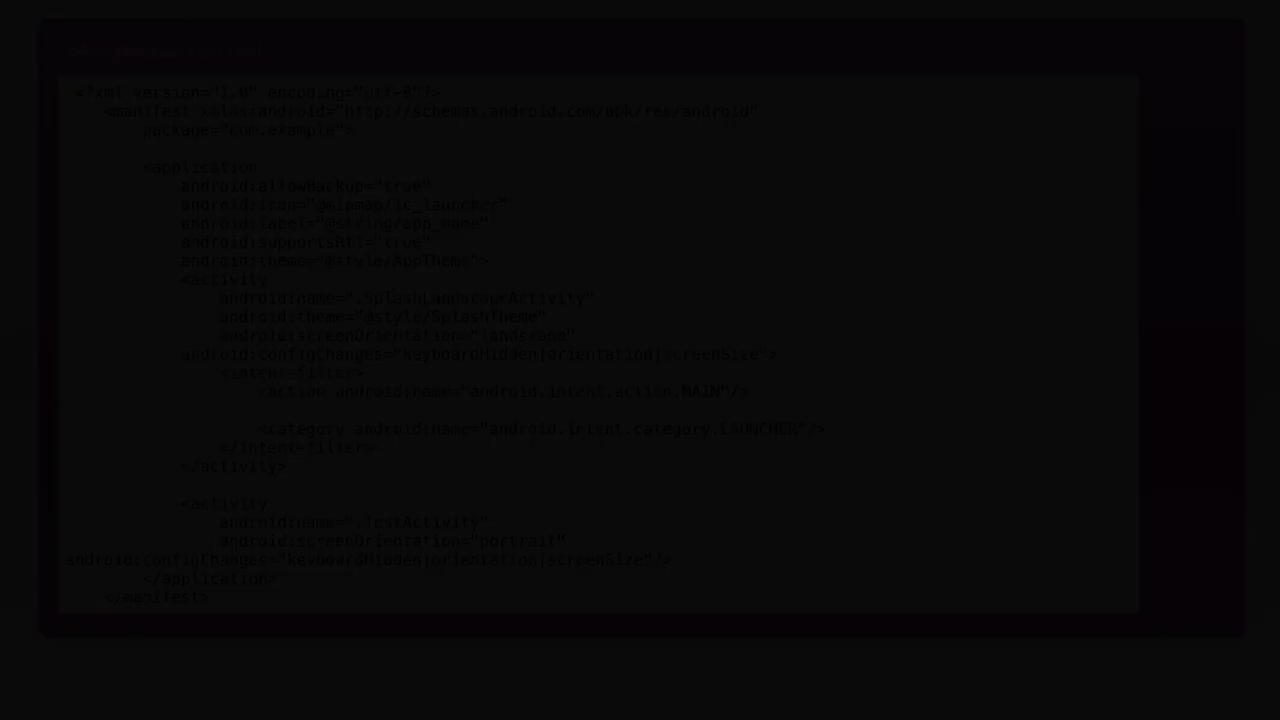 <?xml version="1.0" encoding="utf-8"?>
<manifest xmlns:android="http://schemas.android.com/apk/res/android"
package="com.example">
<application
android:allowBackup="true"
android:icon="@mipmap/ic_launcher"
android:label="@string/app_name"
android:supportsRtl="true"
android:theme="@style/AppTheme">
<activity
android:name=".SplashLandscapeActivity"
android:theme="@style/SplashTheme"
android:screenOrientation="landscape"
android:configChanges="keyboardHidden|orientation|screenSize">
<intent-filter>
<action android:name="android.intent.action.MAIN"/>
<category android:name="android.intent.category.LAUNCHER"/>
</intent-filter>
</activity>
<activity
android:name=".TestActivity"
android:screenOrientation="portrait"
android:configChanges="keyboardHidden|orientation|screenSize"/>
</application>
</manifest>